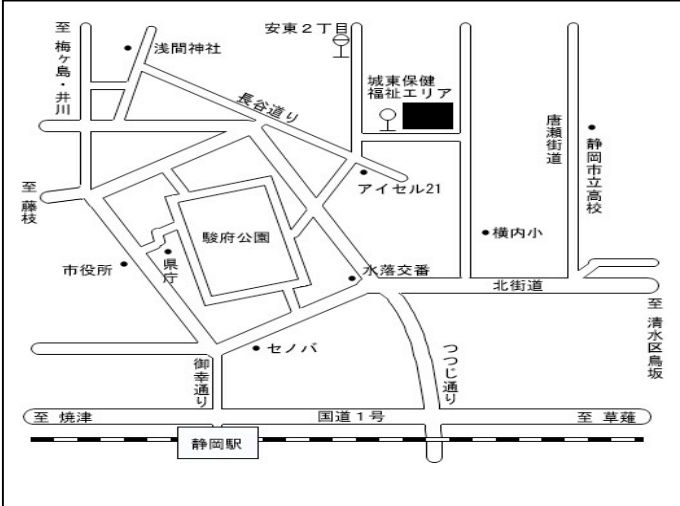 至 梅ヶ島・井川
浅間神社
安東２丁目
城東保健
福祉エリア
長谷道り
唐瀬街道
静岡市立高校
至 藤枝
アイセル21
駿府公園
横内小
市役所
県庁
水落交番
北街道
至 清水区鳥坂
セノバ
御幸通り
つつじ通り
至 焼津
国道１号
至 草薙
静岡駅